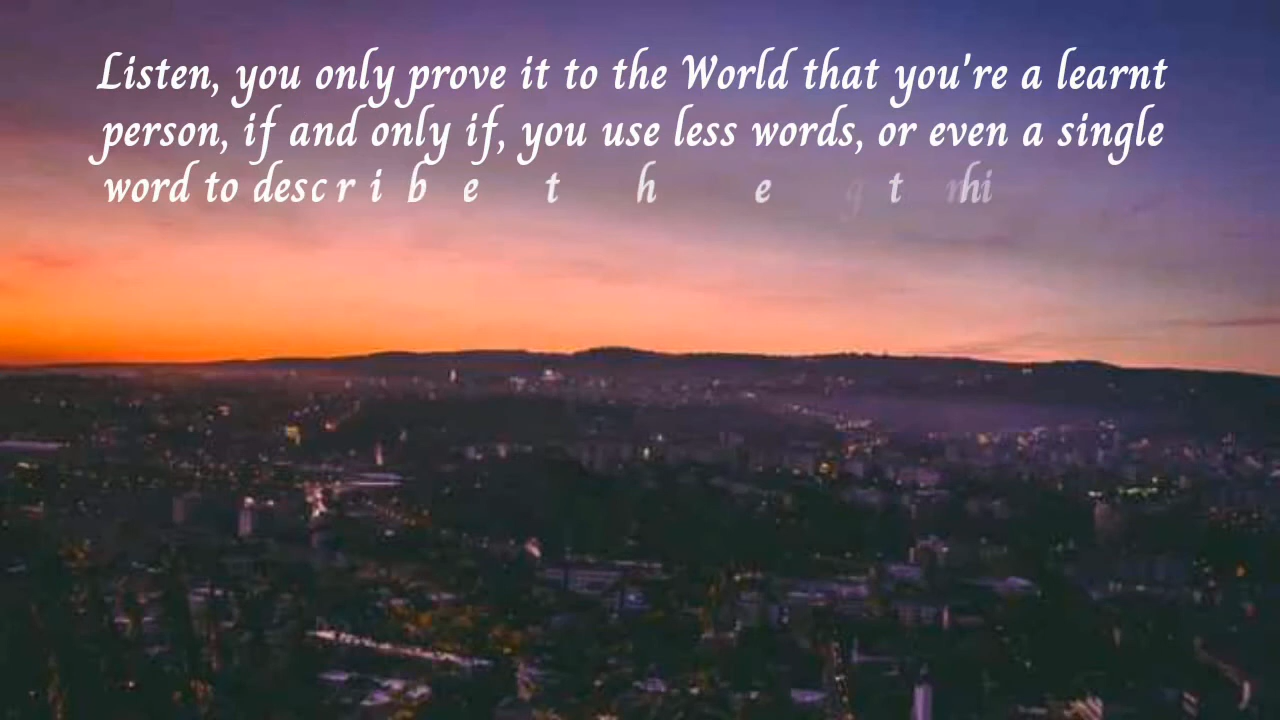 Listen, you only prove it to the World that you're a learnt
person, if and only if, you use less words, or even a single
word to describe the